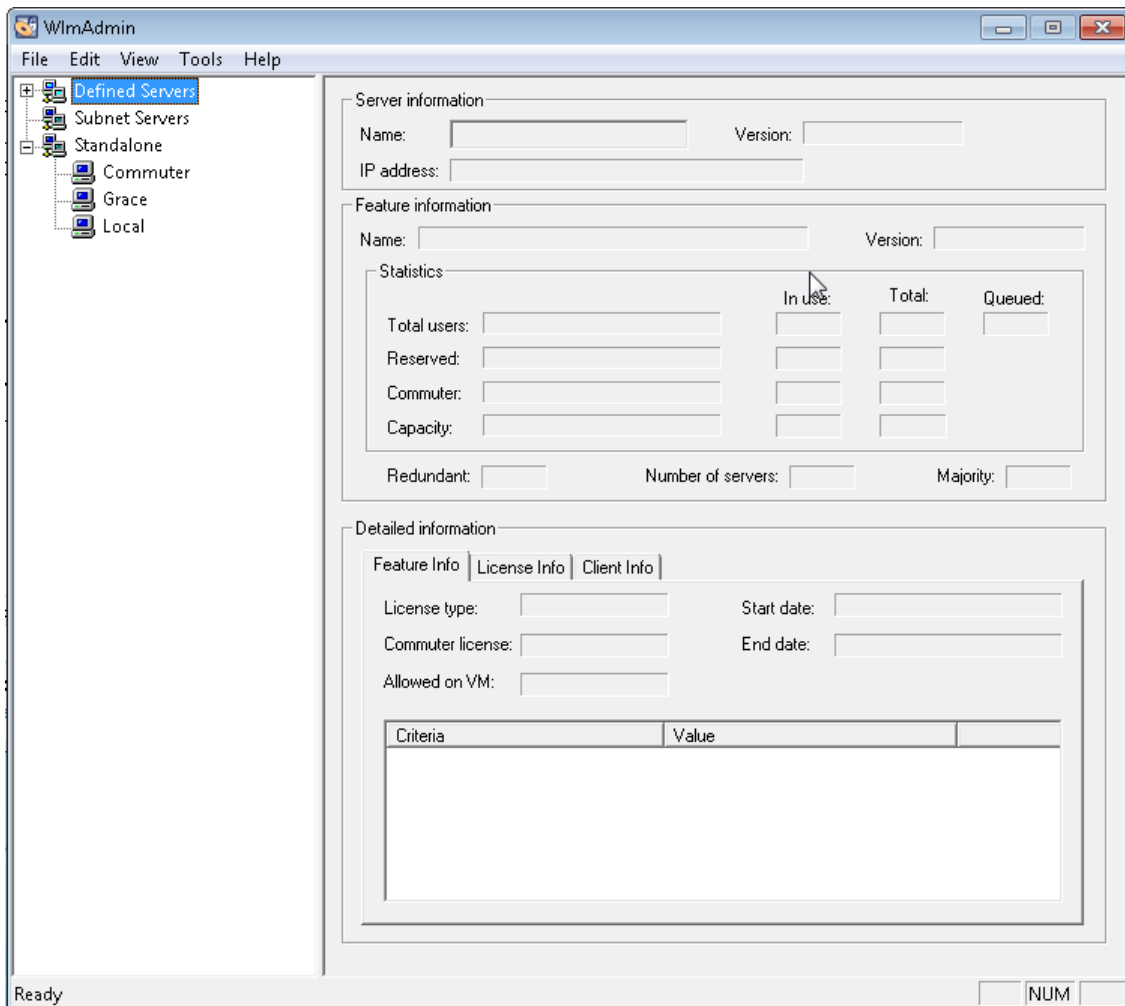 WlmAdmin
File Edit View Tools Help
Defined Servers
Subnet Servers
Standalone
Commuter
Grace
Local
Server information
Name: Version:
IP address:
Feature information
Name: Version:
Statistics
In use: Total: Queued:
Total users:
Reserved:
Commuter:
Capacity:
Redundant: Number of servers: Majority:
Detailed information
Feature Info License Info Client Info
License type: Start date:
Commuter license: End date:
Allowed on VM:
Criteria Value
Ready NUM